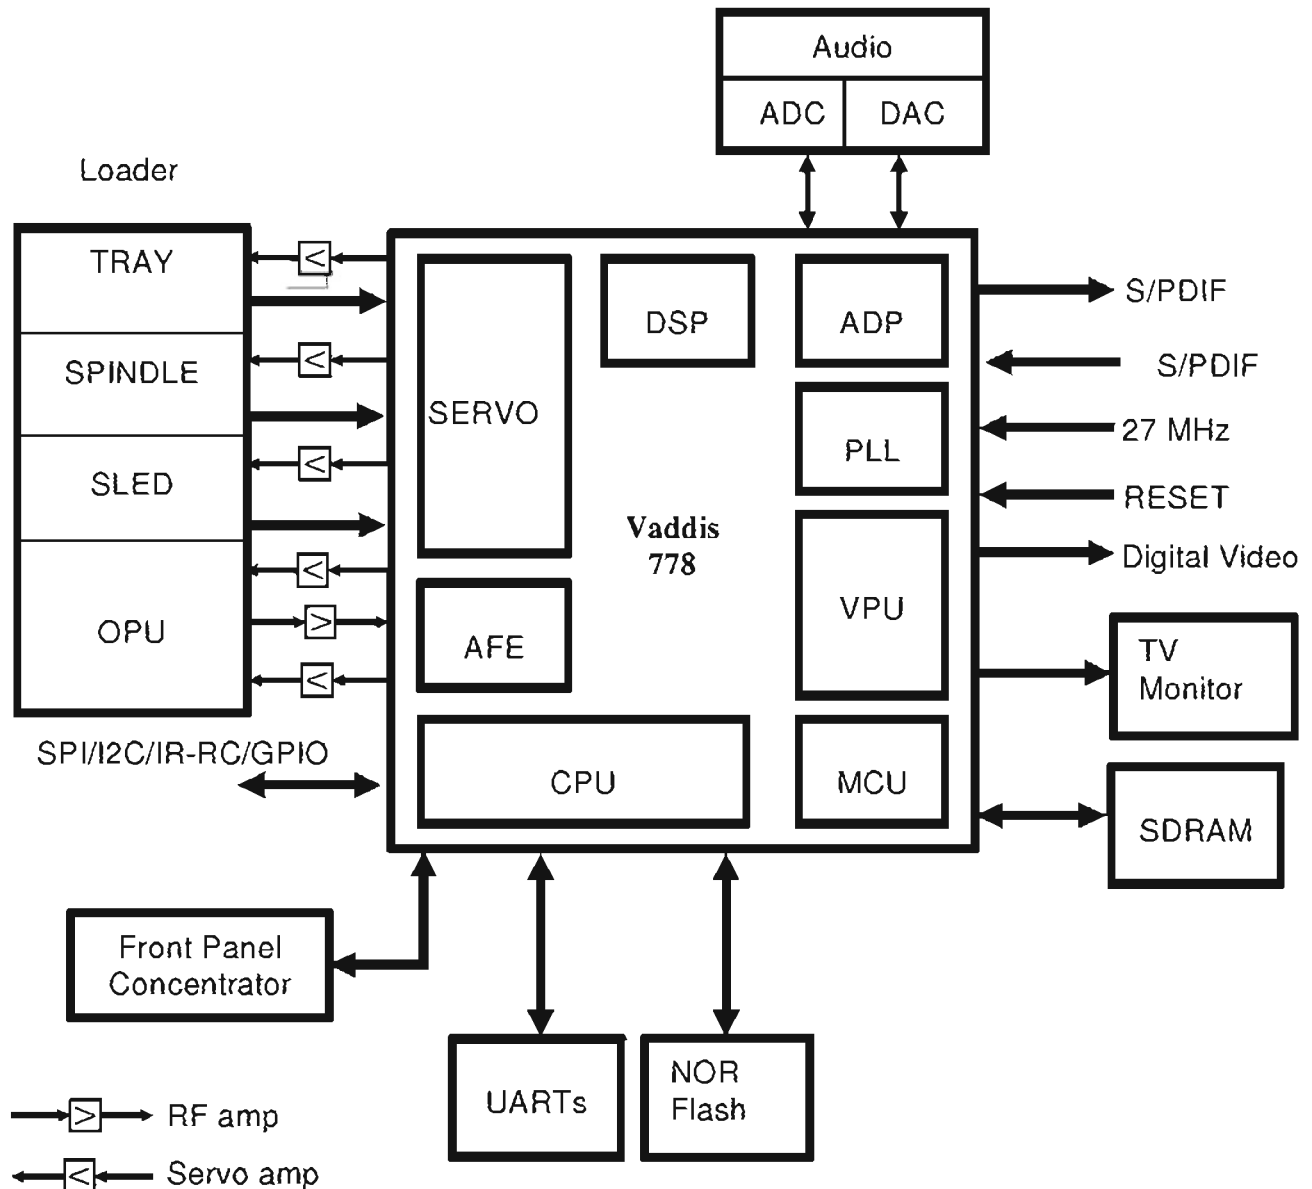 Audio
ADC
DAC
Loader
TRAY
SPINDLE
SLED
OPU
SERVO
DSP
ADP
PLL
Vaddis
778
VPU
AFE
CPU
MCU
S/PDIF
S/PDIF
27 MHz
RESET
Digital Video
TV
Monitor
SDRAM
SPI/I2C/IR-RC/GPIO
Front Panel
Concentrator
UARTs
NOR
Flash
> RF amp
< Servo amp